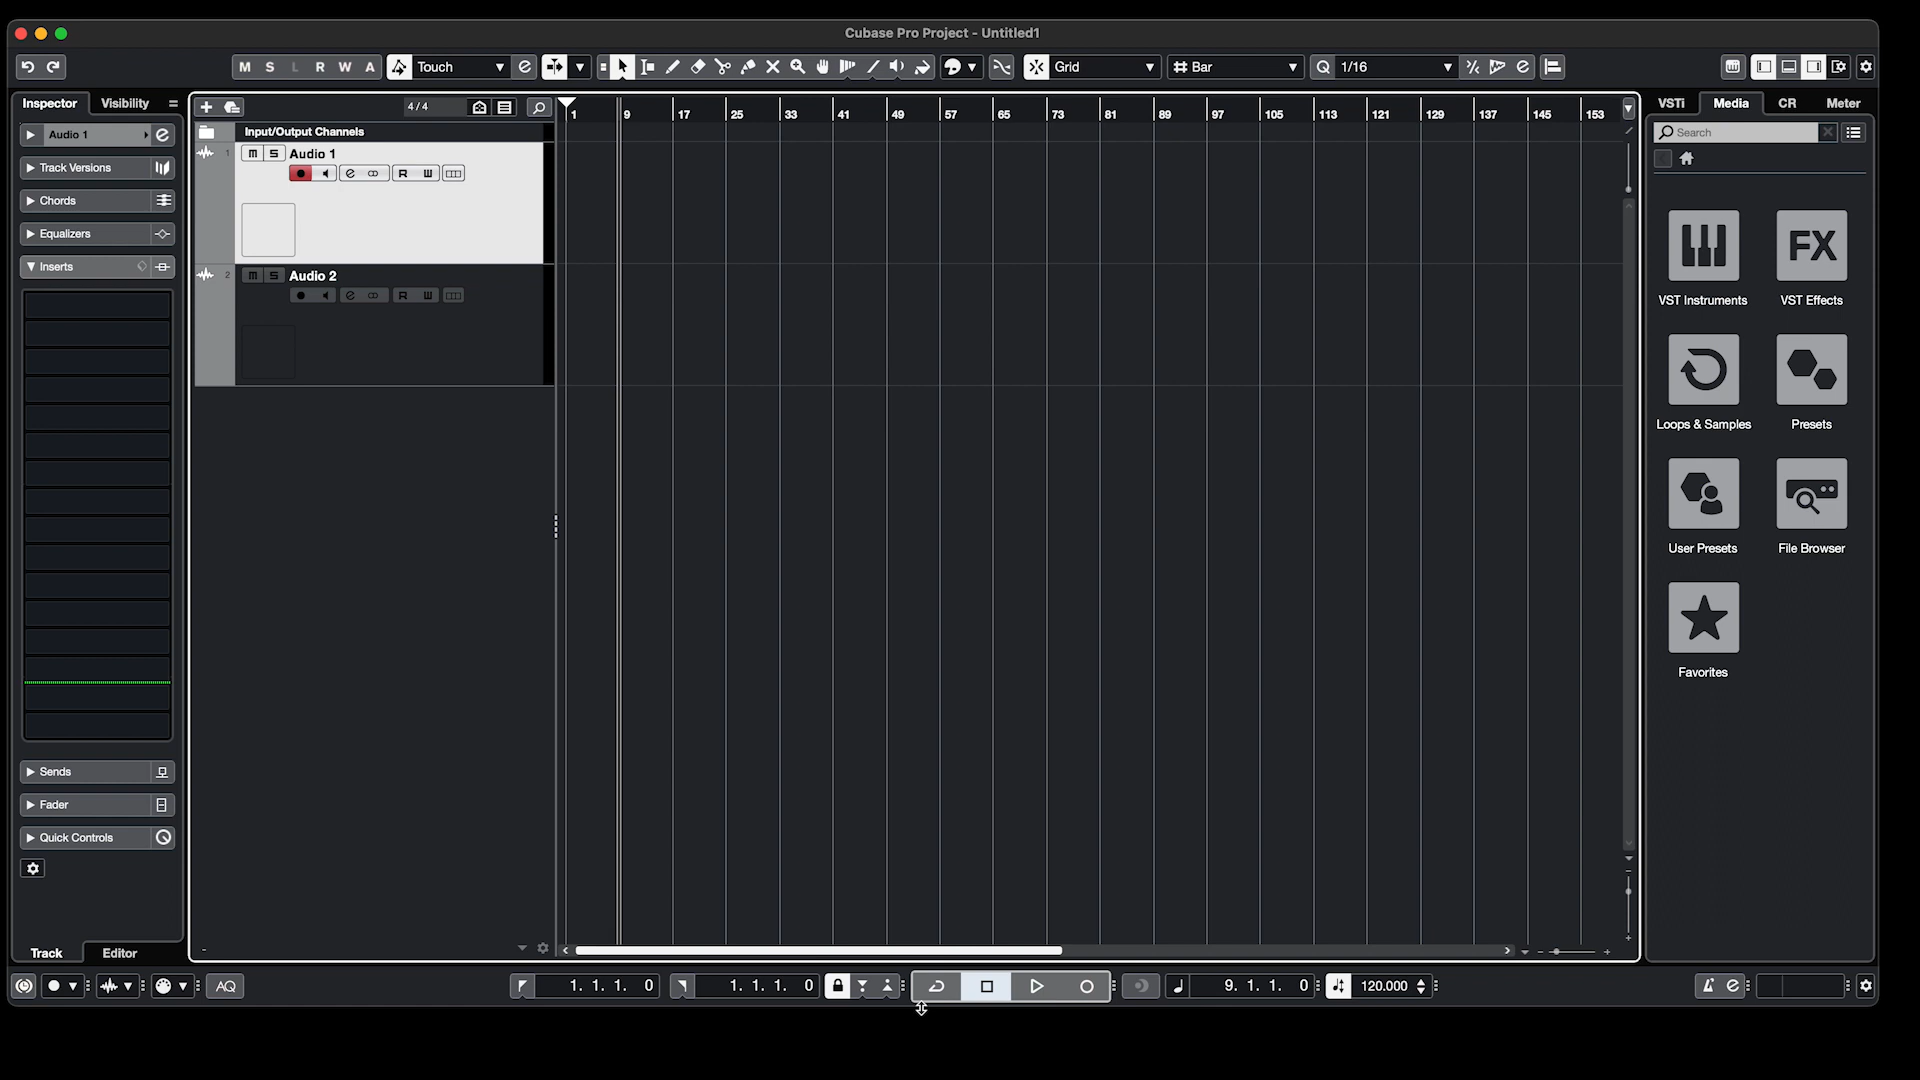 Cubase Pro Project - Untitled1
M S L R W A Touch Grid Bar Q 1/16
Inspector Visibility
4/4
1 9 17 25 33 41 49 57 65 73 81 89 97 105 113 121 129 137 145 153
VSTi Media CR Meter
Search
Audio 1
Track Versions
Chords
Equalizers
Inserts
Input/Output Channels
1 m S Audio 1
e R W
2 m S Audio 2
e R W
VST Instruments FX VST Effects
Loops & Samples Presets
User Presets File Browser
Favorites
Sends
Fader
Quick Controls
Track Editor
AQ 1. 1. 1. 0 1. 1. 1. 0 9. 1. 1. 0 120.000